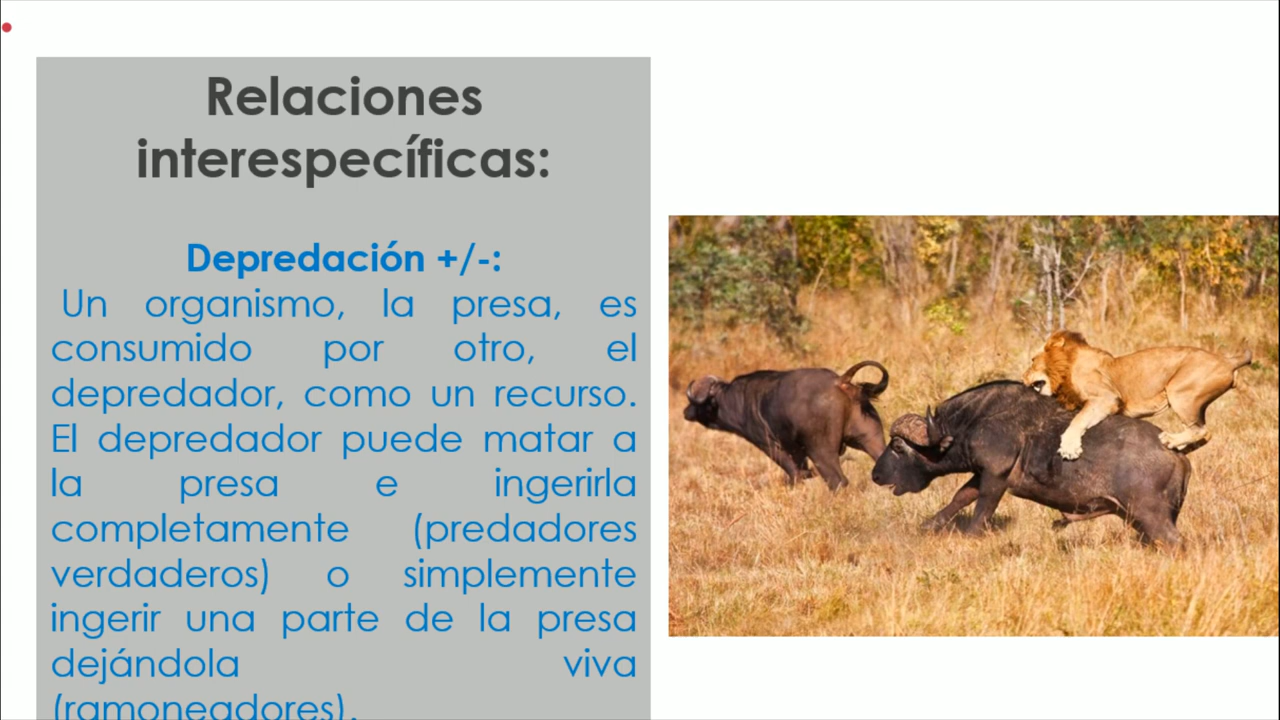 Relaciones
interespecíficas:
Depredación +/-:
Un organismo, la presa, es
consumido por otro, el
depredador, como un recurso.
El depredador puede matar a
la presa e ingerirla
completamente (predadores
verdaderos) o simplemente
ingerir una parte de la presa
dejándola viva
(ramoneadores).